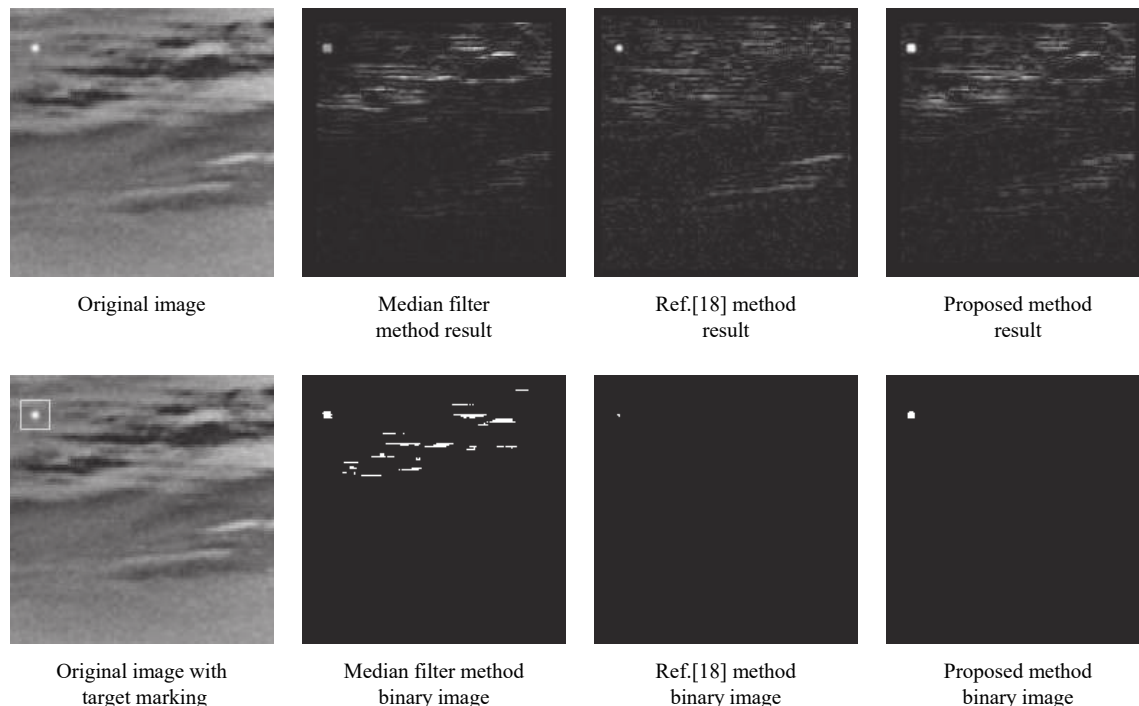 Original image
Median filter
method result
Ref.[18] method
result
Proposed method
result
Original image with
target marking
Median filter method
binary image
Ref.[18] method
binary image
Proposed method
binary image